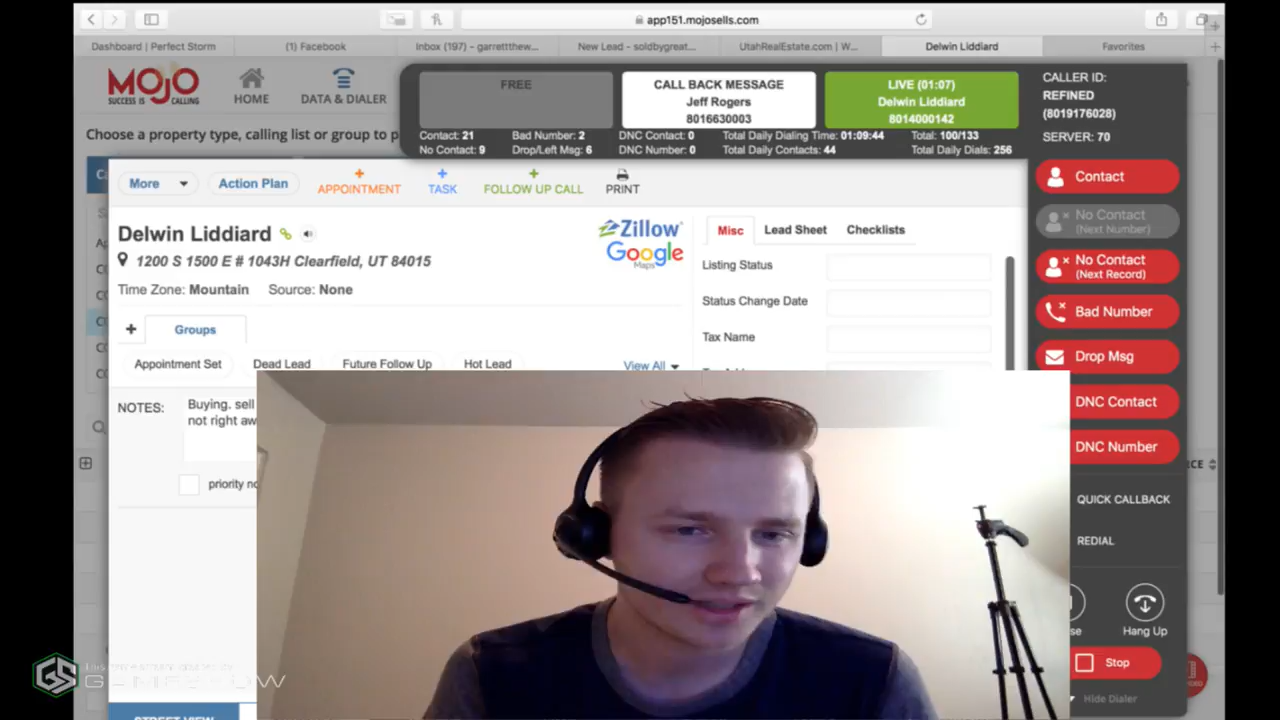 app151.mojosells.com
Dashboard | Perfect Storm
(1) Facebook
Inbox (197) - garrettthew...
New Lead - soldbygreat...
UtahRealEstate.com | W...
Delwin Liddiard
Favorites
MOJO
SUCCESS IS CALLING
HOME
DATA & DIALER
FREE
CALL BACK MESSAGE
Jeff Rogers
8016630003
LIVE (01:07)
Delwin Liddiard
8014000142
CALLER ID:
REFINED
(8019176028)
SERVER: 70
Choose a property type, calling list or group to p
Contact: 21
Bad Number: 2
DNC Contact: 0
Total Daily Dialing Time: 01:09:44
Total: 100/133
No Contact: 9
Drop/Left Msg: 6
DNC Number: 0
Total Daily Contacts: 44
Total Daily Dials: 256
More
Action Plan
APPOINTMENT
TASK
FOLLOW UP CALL
PRINT
Delwin Liddiard
1200 S 1500 E # 1043H Clearfield, UT 84015
Time Zone: Mountain
Source: None
Zillow
Google
Maps
Misc
Lead Sheet
Checklists
Listing Status
Status Change Date
Tax Name
Groups
Appointment Set
Dead Lead
Future Follow Up
Hot Lead
View All
NOTES:
Buying. sell
not right aw
priority no
Contact
No Contact
(Next Number)
No Contact
(Next Record)
Bad Number
Drop Msg
DNC Contact
DNC Number
QUICK CALLBACK
REDIAL
se
Hang Up
Stop
Hide Dialer
STREET VIEW